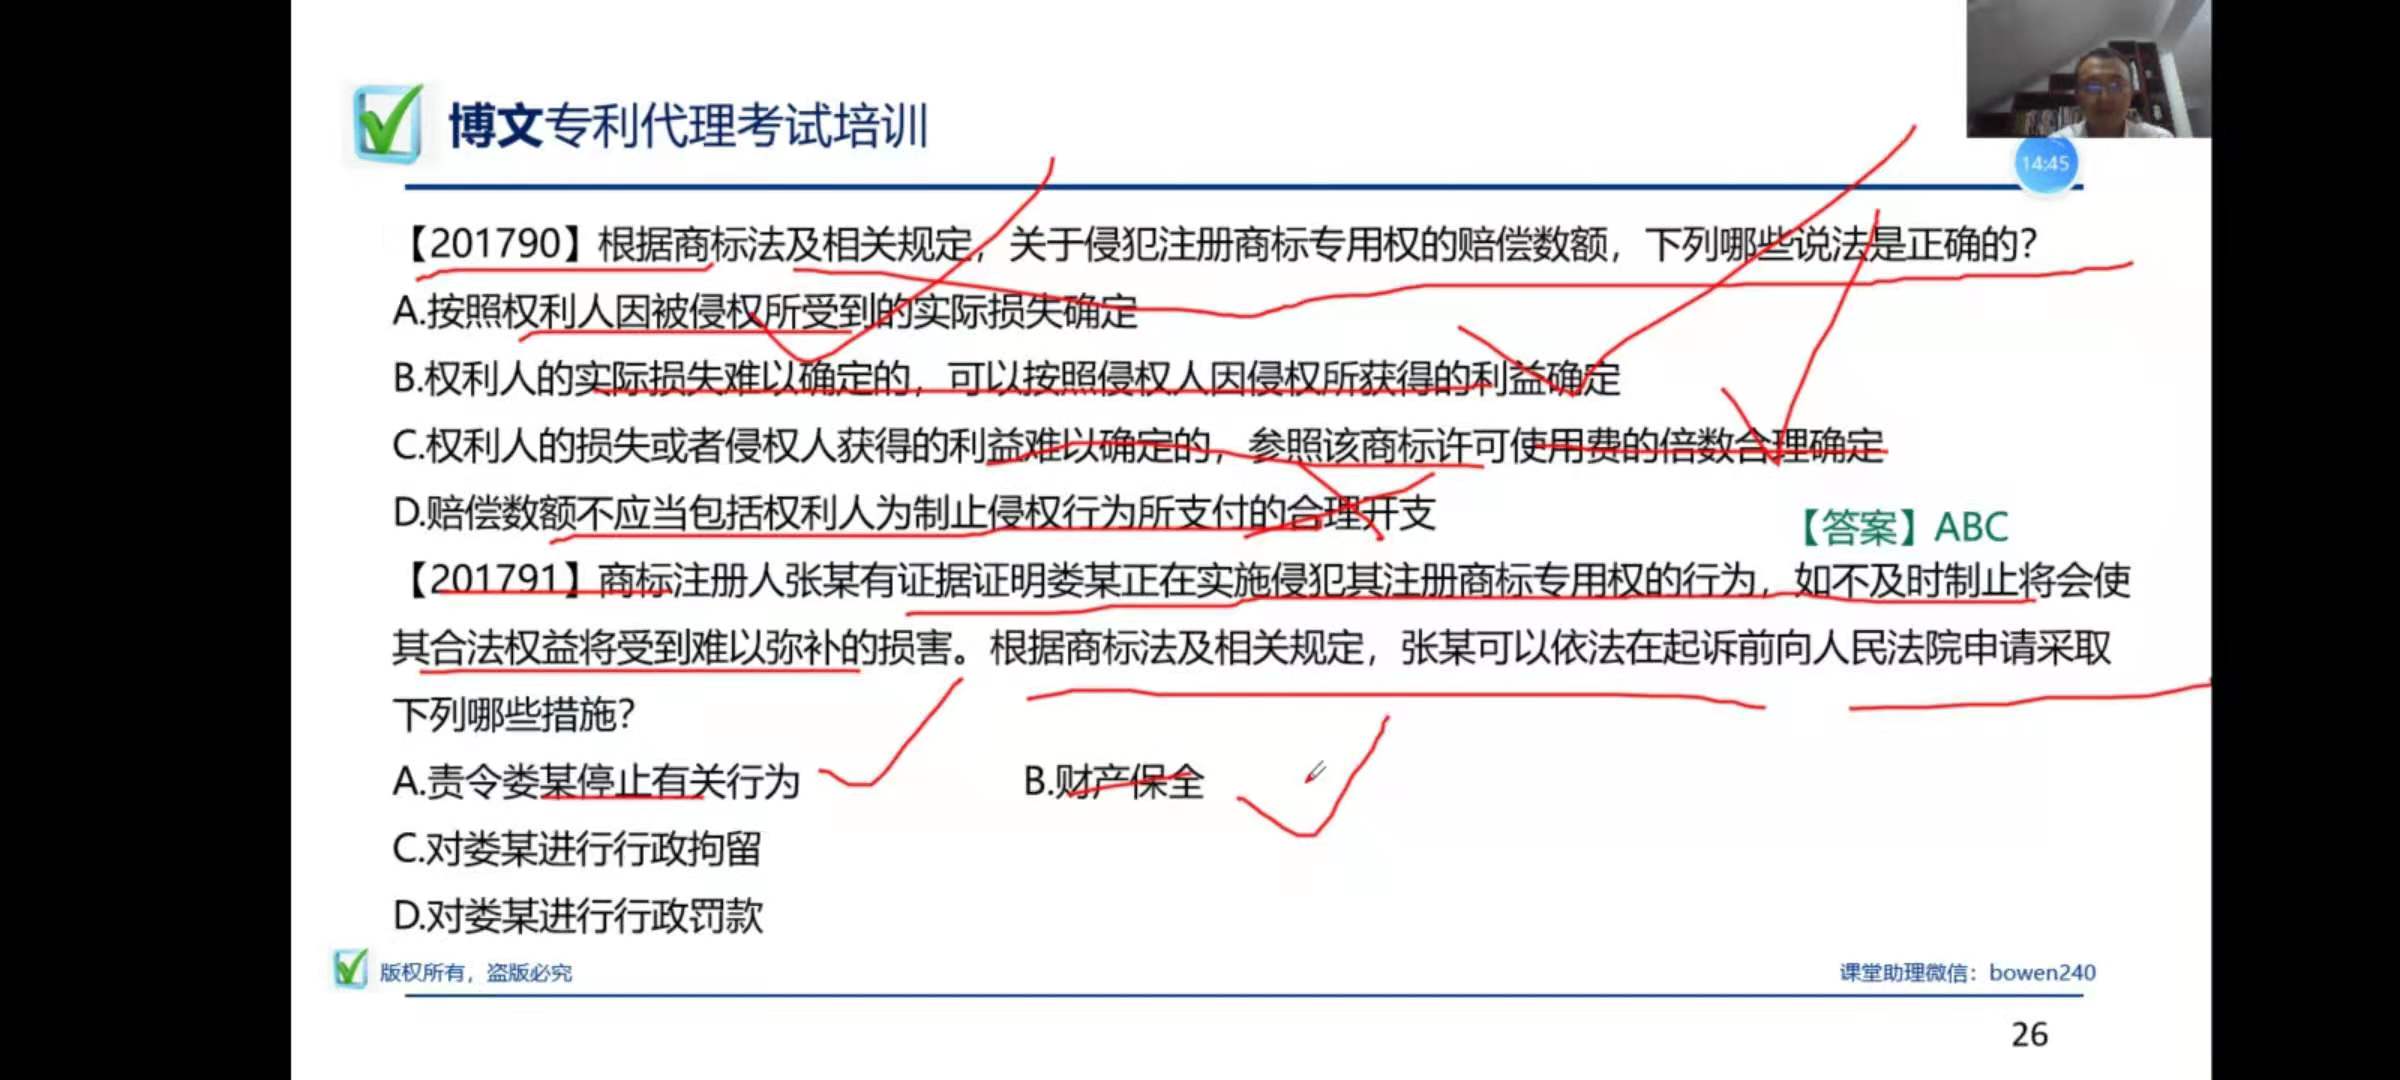 博文专利代理考试培训
14:45
【201790】根据商标法及相关规定，关于侵犯注册商标专用权的赔偿数额，下列哪些说法是正确的？
A.按照权利人因被侵权所受到的实际损失确定
B.权利人的实际损失难以确定的，可以按照侵权人因侵权所获得的利益确定
C.权利人的损失或者侵权人获得的利益难以确定的，参照该商标许可使用费的倍数合理确定
D.赔偿数额不应当包括权利人为制止侵权行为所支付的合理开支
【答案】ABC
【201791】商标注册人张某有证据证明娄某正在实施侵犯其注册商标专用权的行为，如不及时制止将会使
其合法权益将受到难以弥补的损害。根据商标法及相关规定，张某可以依法在起诉前向人民法院申请采取
下列哪些措施？
A.责令娄某停止有关行为 B.财产保全
C.对娄某进行行政拘留
D.对娄某进行行政罚款
版权所有，盗版必究 课堂助理微信：bowen240
26